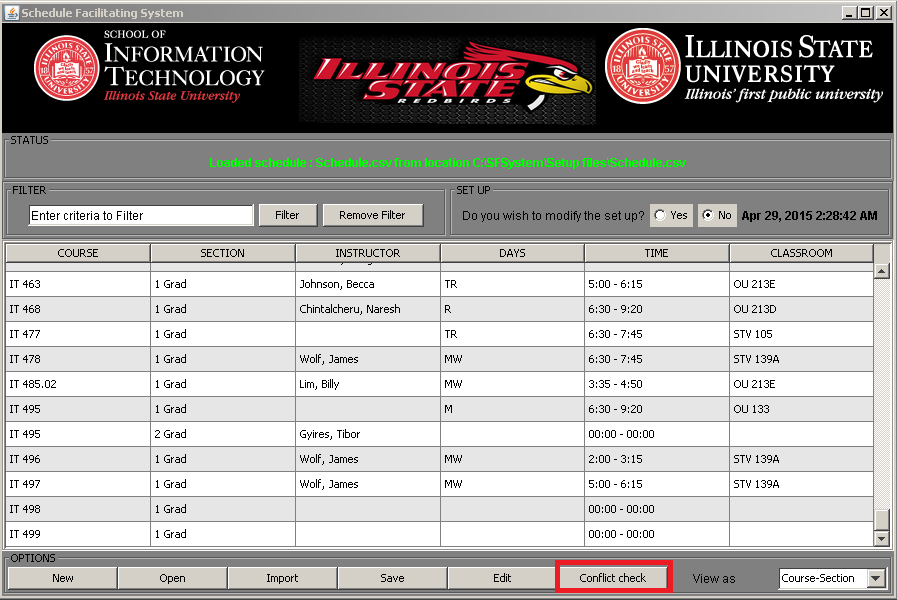 Schedule Facilitating System
SCHOOL OF
INFORMATION
TECHNOLOGY
Illinois State University
ILLINOIS
STATE
REDBIRDS
ILLINOIS STATE
UNIVERSITY
Illinois' first public university
STATUS
Loaded schedule : Schedule.csv from location C:\SFSystem\Setup files\Schedule.csv
FILTER
Enter criteria to Filter Filter Remove Filter
SET UP
Do you wish to modify the set up? Yes No Apr 29, 2015 2:28:42 AM
COURSE SECTION INSTRUCTOR DAYS TIME CLASSROOM
IT 463 1 Grad Johnson, Becca TR 5:00 - 6:15 OU 213E
IT 468 1 Grad Chintalcheru, Naresh R 6:30 - 9:20 OU 213D
IT 477 1 Grad TR 6:30 - 7:45 STV 105
IT 478 1 Grad Wolf, James MW 6:30 - 7:45 STV 139A
IT 485.02 1 Grad Lim, Billy MW 3:35 - 4:50 OU 213E
IT 495 1 Grad M 6:30 - 9:20 OU 133
IT 495 2 Grad Gyires, Tibor 00:00 - 00:00
IT 496 1 Grad Wolf, James MW 2:00 - 3:15 STV 139A
IT 497 1 Grad Wolf, James MW 5:00 - 6:15 STV 139A
IT 498 1 Grad 00:00 - 00:00
IT 499 1 Grad 00:00 - 00:00
OPTIONS
New Open Import Save Edit Conflict check View as Course-Section